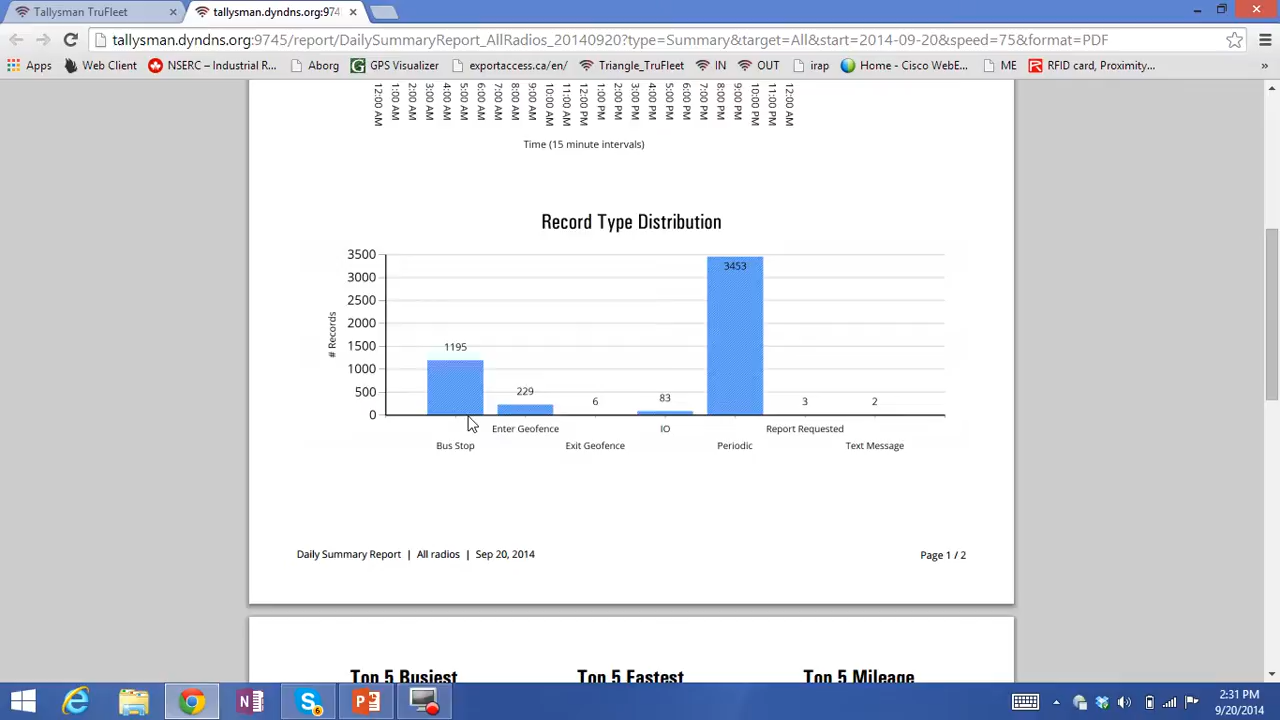 Tallysman TruFleet
tallysman.dyndns.org:974
tallysman.dyndns.org:9745/report/DailySummaryReport_AllRadios_20140920?type=Summary&target=All&start=2014-09-20&speed=75&format=PDF
Apps Web Client NSERC – Industrial R... Aborg GPS Visualizer exportaccess.ca/en/ Triangle_TruFleet IN OUT irap Home - Cisco WebE... ME RFID card, Proximity... »
12:00 AM 1:00 AM 2:00 AM 3:00 AM 4:00 AM 5:00 AM 6:00 AM 7:00 AM 8:00 AM 9:00 AM 10:00 AM 11:00 AM 12:00 PM 1:00 PM 2:00 PM 3:00 PM 4:00 PM 5:00 PM 6:00 PM 7:00 PM 8:00 PM 9:00 PM 10:00 PM 11:00 PM 12:00 AM
Time (15 minute intervals)
Record Type Distribution
# Records
3500
3000
2500
2000
1500
1000
500
0
1195 229 6 83 3453 3 2
Enter Geofence IO Report Requested
Bus Stop Exit Geofence Periodic Text Message
Daily Summary Report | All radios | Sep 20, 2014
Page 1 / 2
Top 5 Busiest Top 5 Fastest Top 5 Mileage
2:31 PM
9/20/2014